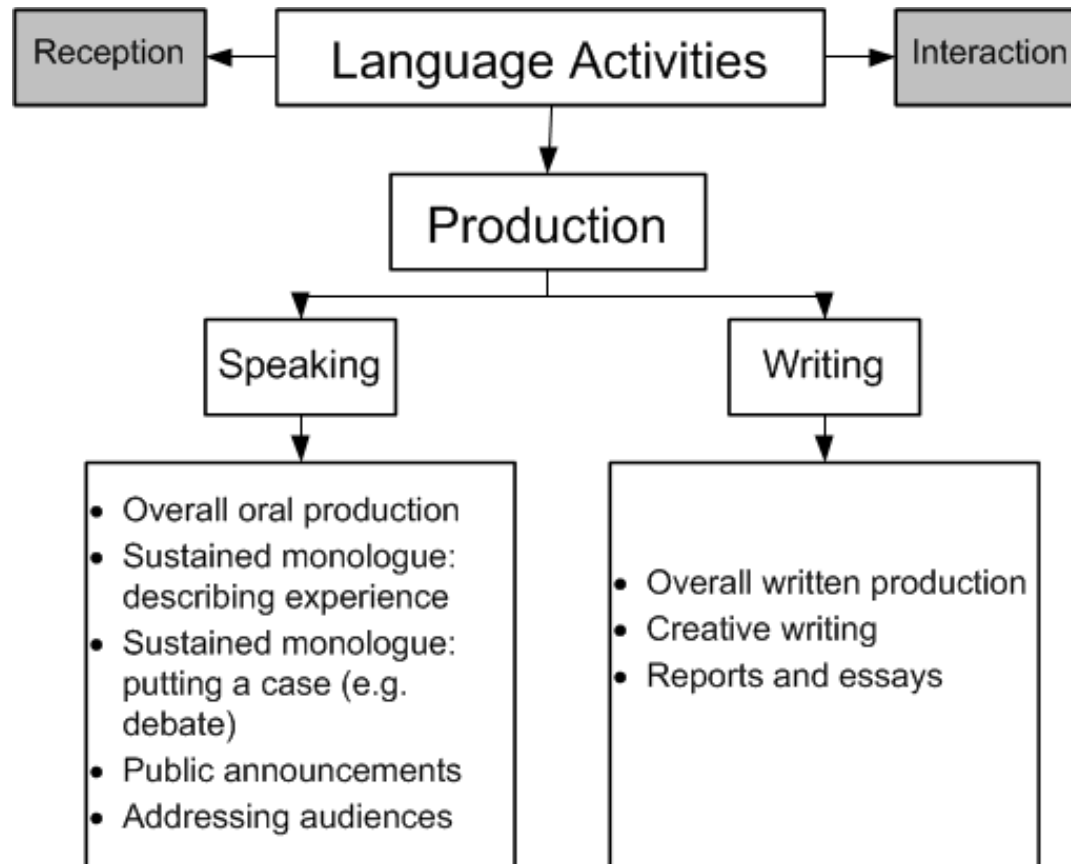 Reception
Language Activities
Interaction
Production
Speaking
Writing
• Overall oral production
• Sustained monologue:
describing experience
• Sustained monologue:
putting a case (e.g.
debate)
• Public announcements
• Addressing audiences
• Overall written production
• Creative writing
• Reports and essays